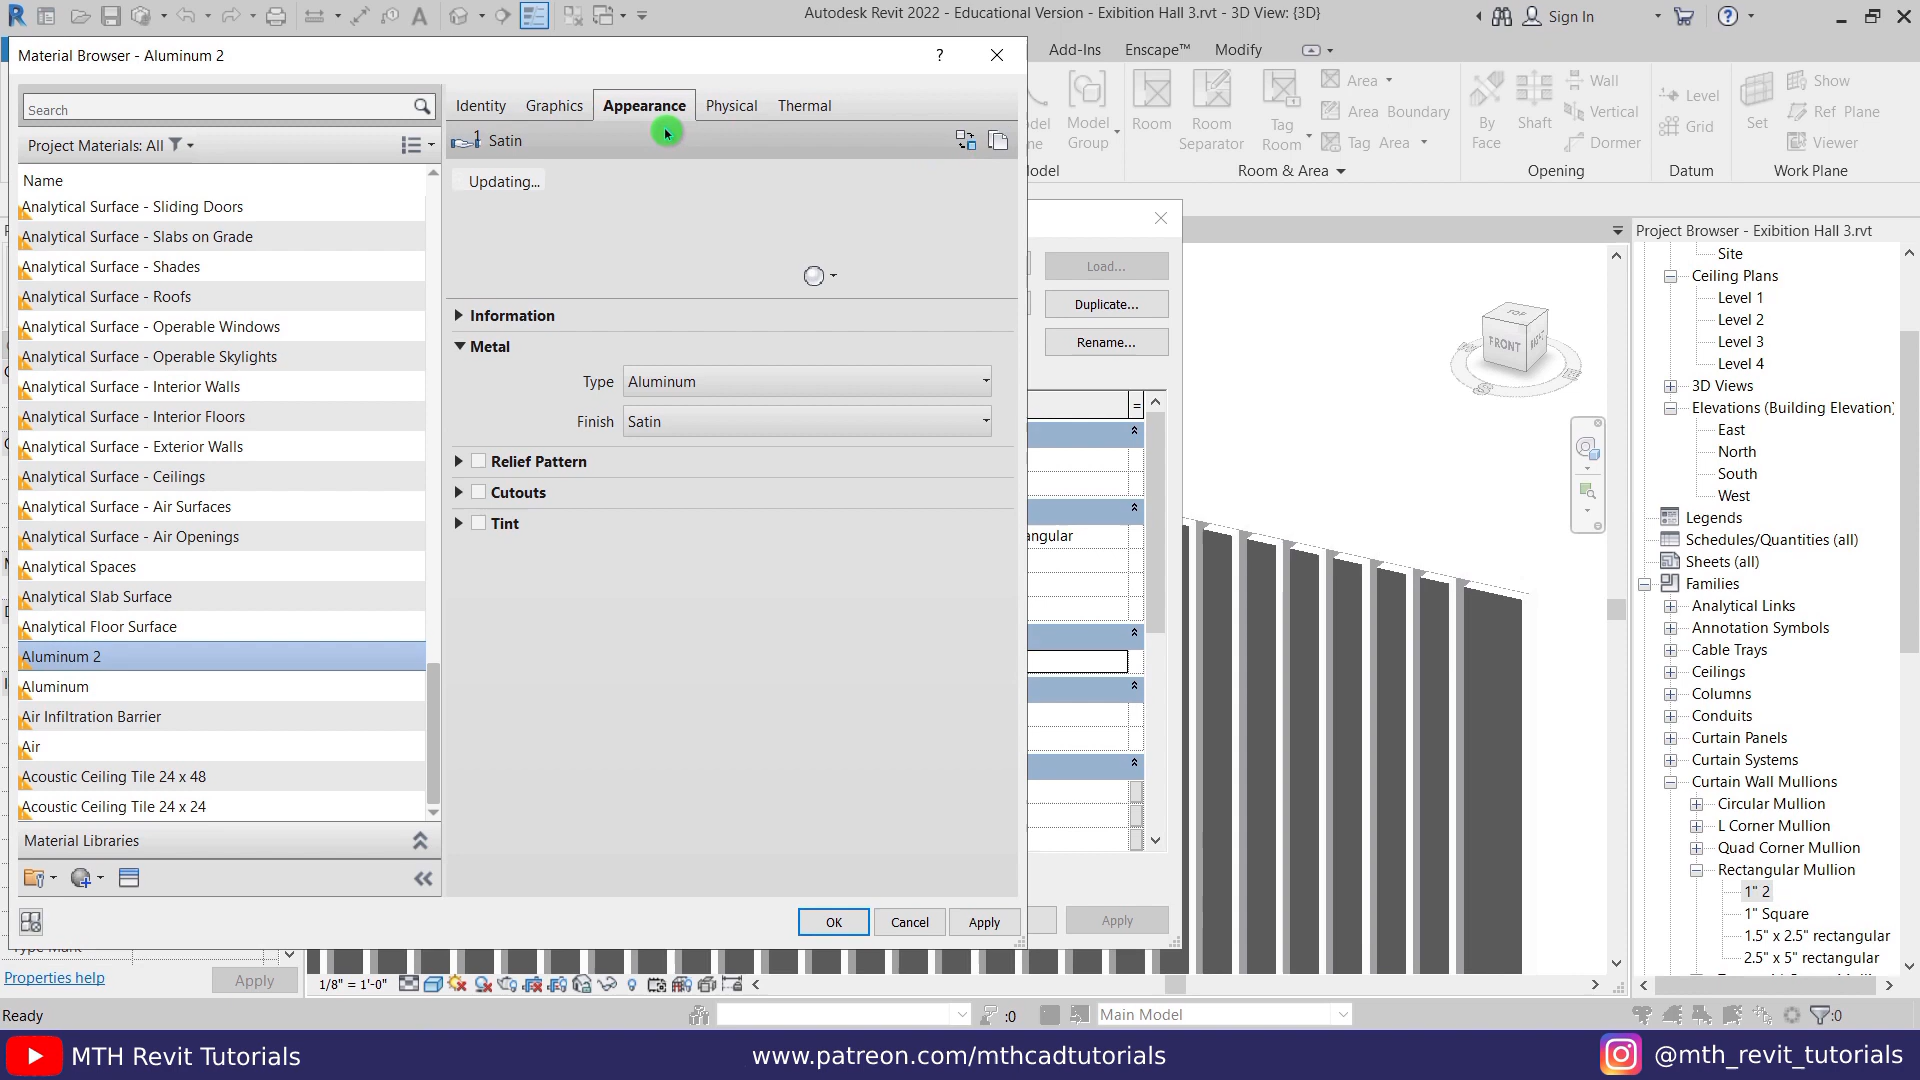 Autodesk Revit 2022 - Educational Version - Exibition Hall 3.rvt - 3D View: {3D}
Sign In
Material Browser - Aluminum 2
Add-Ins
Enscape™
Modify
Search
Project Materials: All
Name
Analytical Surface - Sliding Doors
Analytical Surface - Slabs on Grade
Analytical Surface - Shades
Analytical Surface - Roofs
Analytical Surface - Operable Windows
Analytical Surface - Operable Skylights
Analytical Surface - Interior Walls
Analytical Surface - Interior Floors
Analytical Surface - Exterior Walls
Analytical Surface - Ceilings
Analytical Surface - Air Surfaces
Analytical Surface - Air Openings
Analytical Spaces
Analytical Slab Surface
Analytical Floor Surface
Aluminum 2
Aluminum
Air Infiltration Barrier
Air
Acoustic Ceiling Tile 24 x 48
Acoustic Ceiling Tile 24 x 24
Material Libraries
Identity
Graphics
Appearance
Physical
Thermal
1
Satin
Updating...
Information
Metal
Type
Aluminum
Finish
Satin
Relief Pattern
Cutouts
Tint
OK
Cancel
Apply
Load...
Duplicate...
Rename...
=
angular
Apply
Model
Group
Room
Room
Separator
Tag
Room
Area
Area Boundary
Tag Area
Room & Area
By
Face
Shaft
Wall
Vertical
Dormer
Opening
Level
Grid
Datum
Set
Show
Ref Plane
Viewer
Work Plane
TOP
FRONT
RIGHT
S
Project Browser - Exibition Hall 3.rvt
Site
Ceiling Plans
Level 1
Level 2
Level 3
Level 4
3D Views
Elevations (Building Elevation)
East
North
South
West
Legends
Schedules/Quantities (all)
Sheets (all)
Families
Analytical Links
Annotation Symbols
Cable Trays
Ceilings
Columns
Conduits
Curtain Panels
Curtain Systems
Curtain Wall Mullions
Circular Mullion
L Corner Mullion
Quad Corner Mullion
Rectangular Mullion
1" 2
1" Square
1.5" x 2.5" rectangular
2.5" x 5" rectangular
Properties help
Apply
1/8" = 1'-0"
Ready
:0
Main Model
:0
MTH Revit Tutorials
www.patreon.com/mthcadtutorials
@mth_revit_tutorials